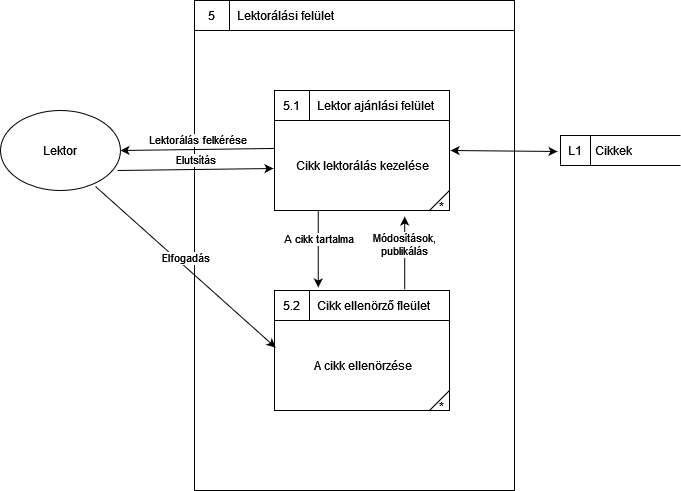 5 Lektorálási felület
5.1 Lektor ajánlási felület
Lektor
Lektorálás felkérése
Elutsítás
Cikk lektorálás kezelése
L1 Cikkek
*
A cikk tartalma
Módosítások,
publikálás
Elfogadás
5.2 Cikk ellenörző fleület
A cikk ellenörzése
*